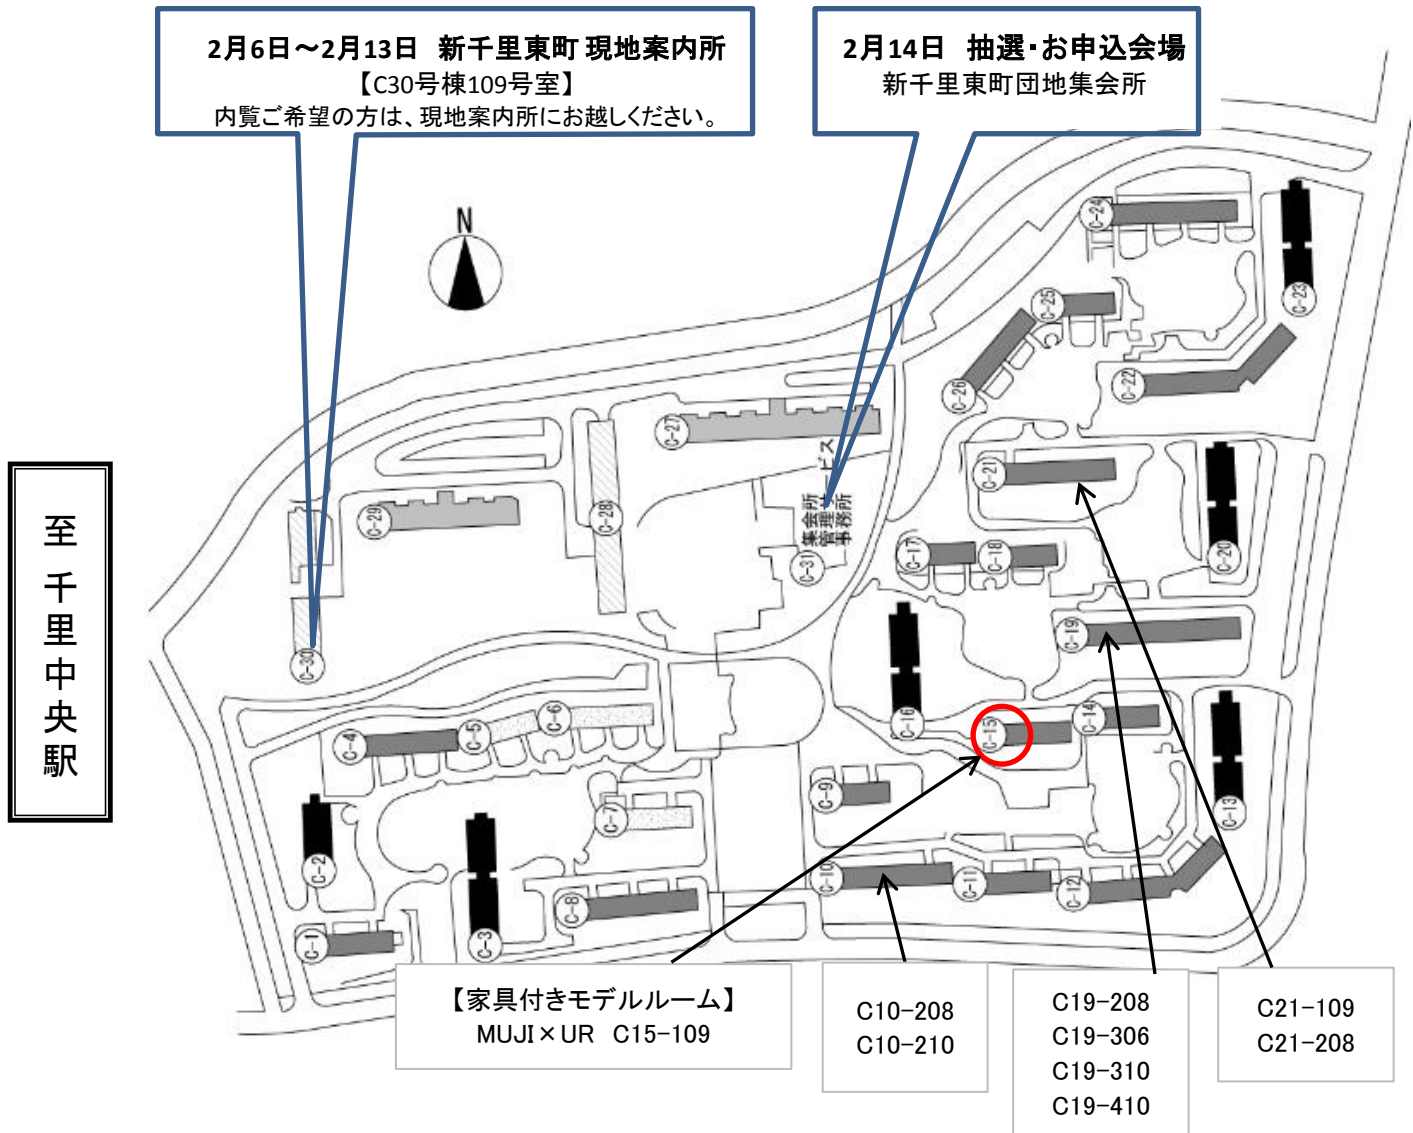 2月6日～2月13日 新千里東町 現地案内所
【C30号棟109号室】
内覧ご希望の方は、現地案内所にお越しください。
2月14日 抽選・お申込会場
新千里東町団地集会所
N
至 千里中央駅
C-24
C-23
C-25
C-26
C-22
C-27
C-21
C-29
C-28
C-20
集会所
管理サービス
事務所
C-31
C-17
C-18
C-19
C-30
C-16
C-15
C-14
C-4
C-5
C-6
C-9
C-7
C-13
C-2
C-10
C-11
C-12
C-8
C-1
C-3
【家具付きモデルルーム】
MUJI×UR C15-109
C10-208
C10-210
C19-208
C19-306
C19-310
C19-410
C21-109
C21-208